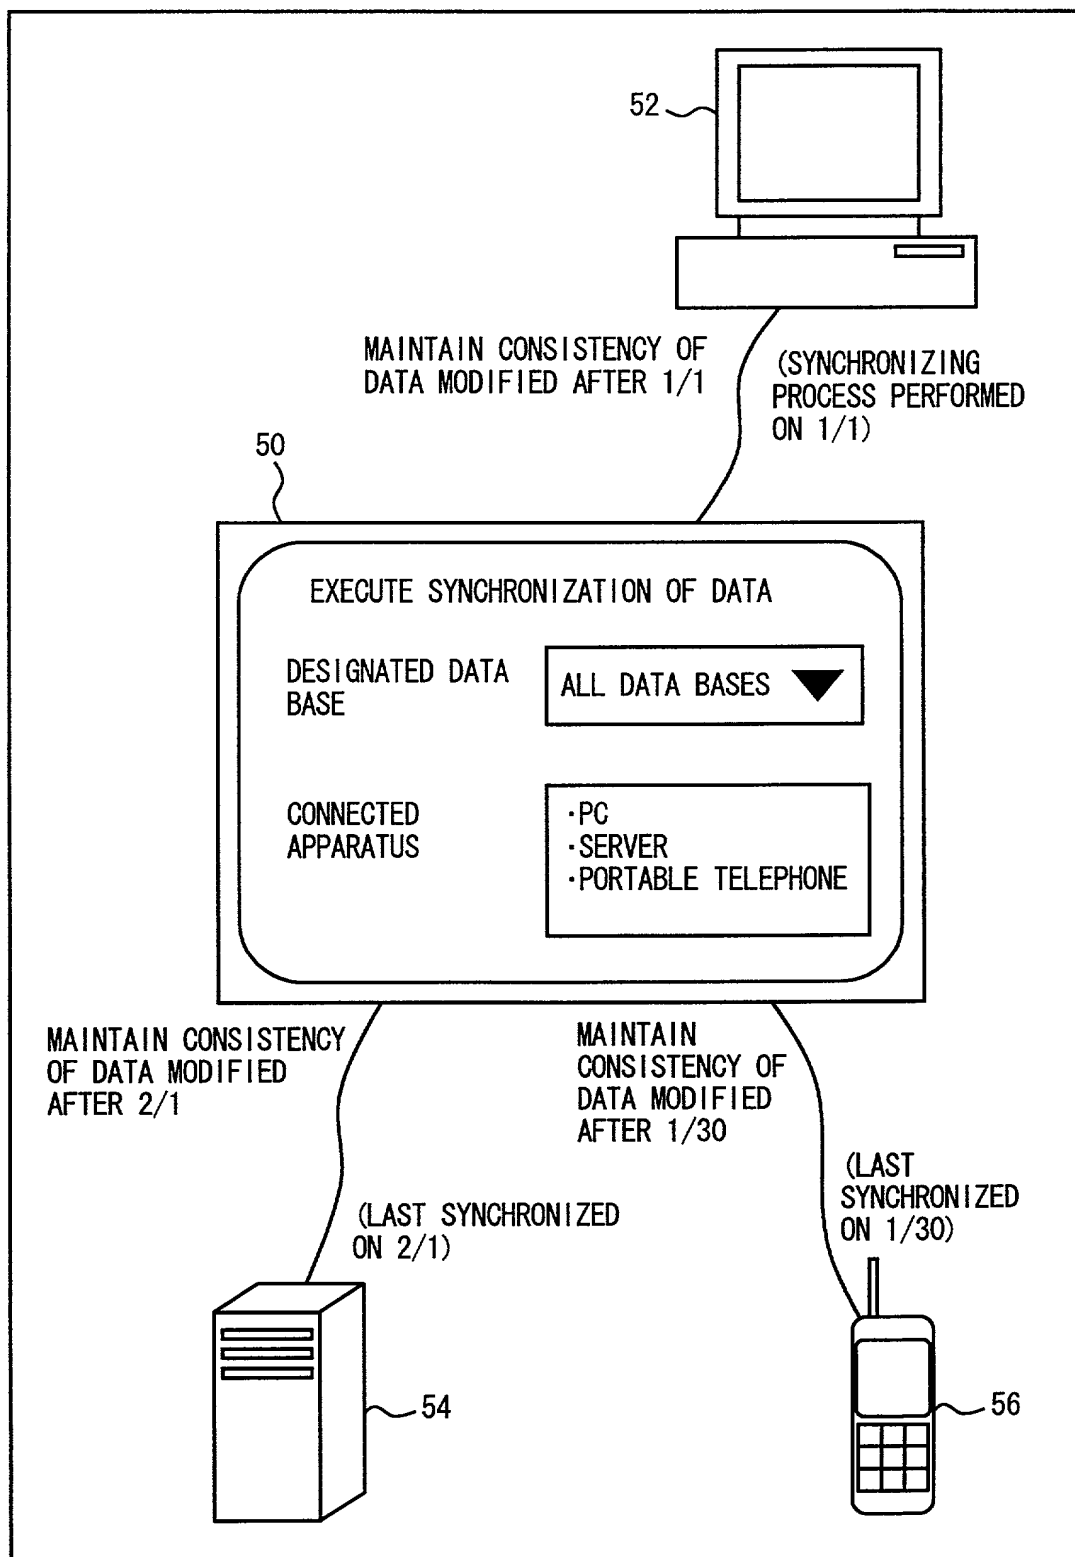 52
MAINTAIN CONSISTENCY OF
DATA MODIFIED AFTER 1/1
(SYNCHRONIZING
PROCESS PERFORMED
ON 1/1)
50
EXECUTE SYNCHRONIZATION OF DATA
DESIGNATED DATA
BASE
ALL DATA BASES
CONNECTED
APPARATUS
·PC
·SERVER
·PORTABLE TELEPHONE
MAINTAIN CONSISTENCY
OF DATA MODIFIED
AFTER 2/1
MAINTAIN
CONSISTENCY OF
DATA MODIFIED
AFTER 1/30
(LAST SYNCHRONIZED
ON 2/1)
(LAST
SYNCHRONIZED
ON 1/30)
54
56